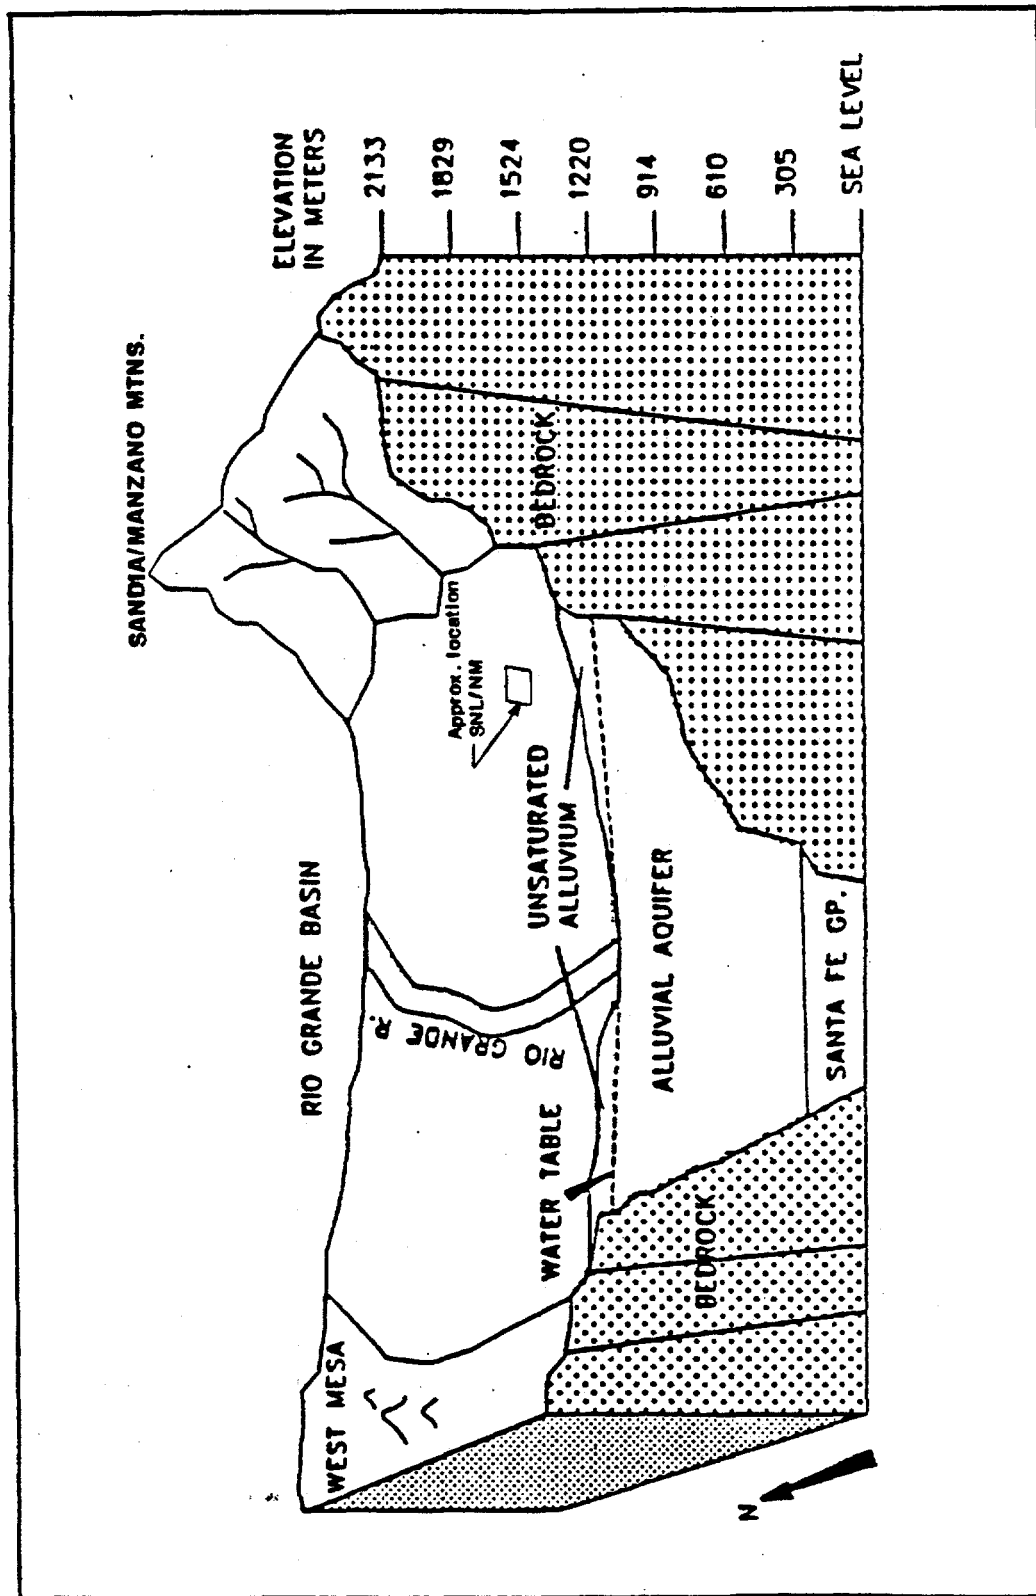 SANDIA/MANZANO MTNS.
ELEVATION
IN METERS
2133
1829
1524
1220
914
610
305
SEA LEVEL
RIO GRANDE BASIN
WEST MESA
Approx. location
SNL/NM
RIO GRANDE R.
UNSATURATED
ALLUVIUM
WATER TABLE
BEDROCK
ALLUVIAL AQUIFER
BEDROCK
SANTA FE GP.
N